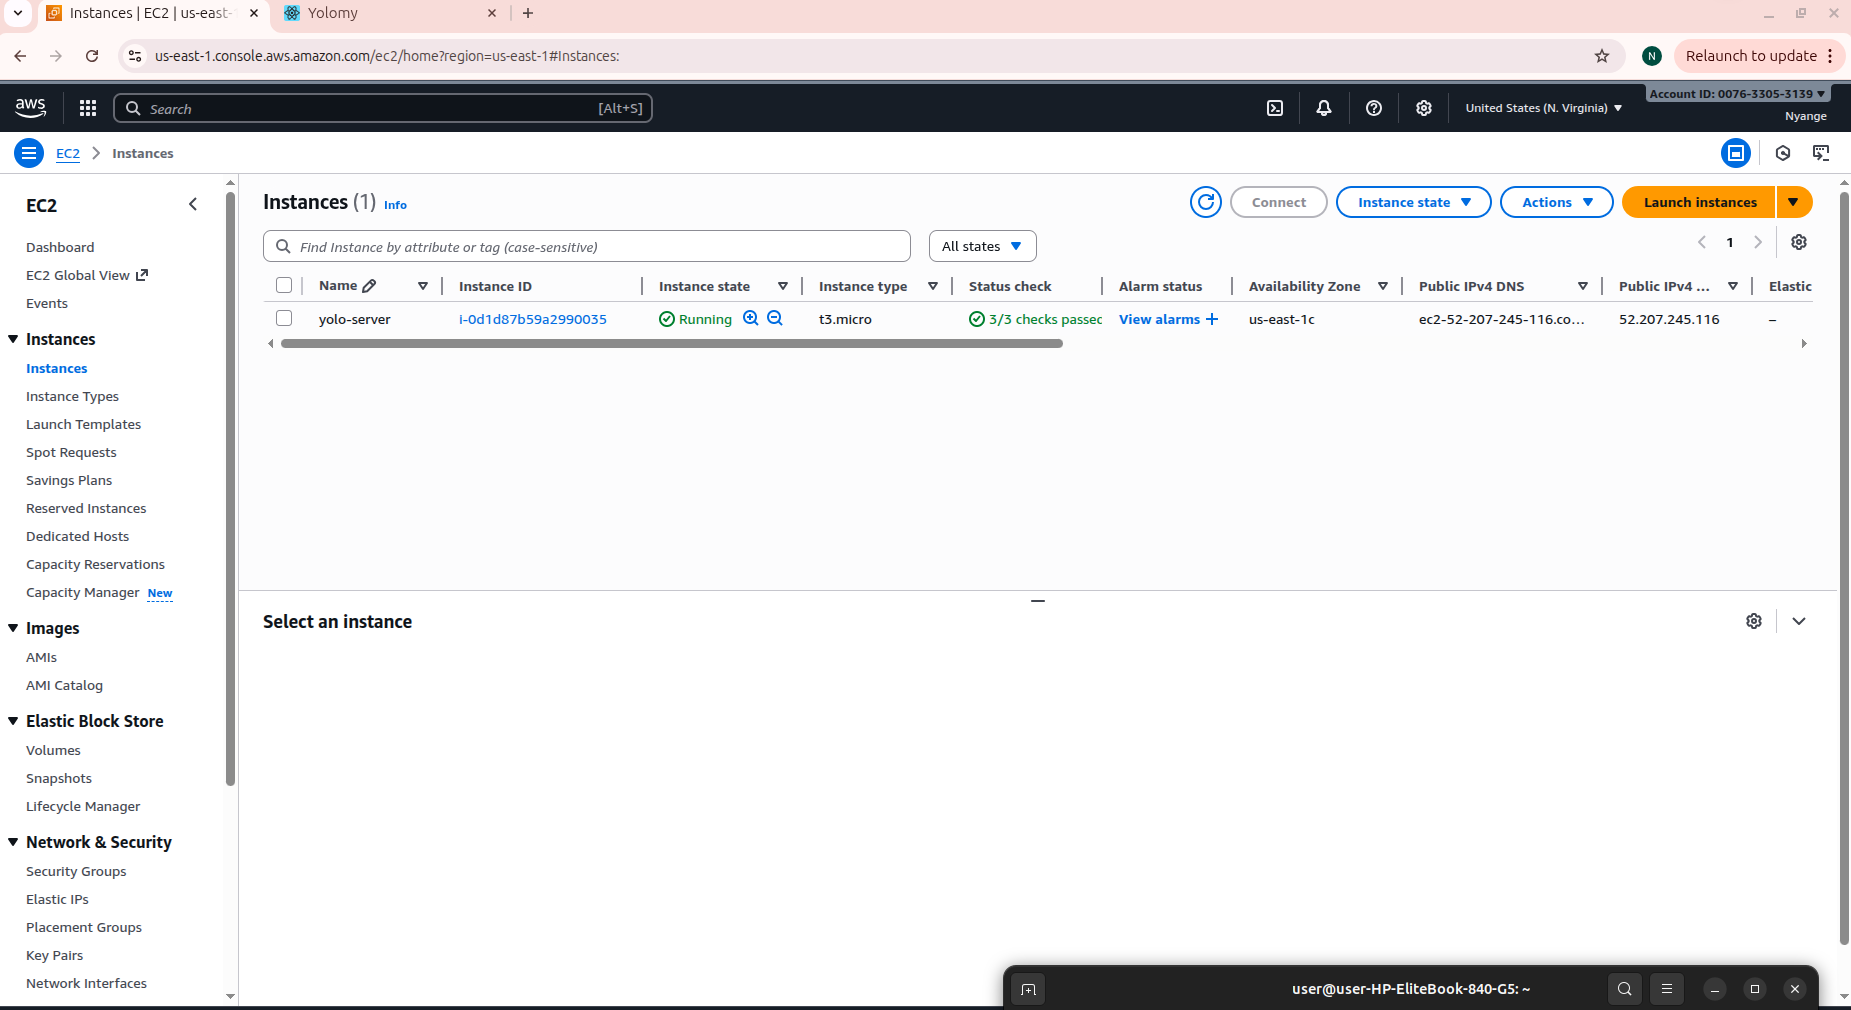 Instances | EC2 | us-east-
Yolomy
us-east-1.console.aws.amazon.com/ec2/home?region=us-east-1#Instances:
N
Relaunch to update
aws
Search
[Alt+S]
United States (N. Virginia)
Account ID: 0076-3305-3139
Nyange
EC2
Instances
EC2
Dashboard
EC2 Global View
Events
Instances
Instances
Instance Types
Launch Templates
Spot Requests
Savings Plans
Reserved Instances
Dedicated Hosts
Capacity Reservations
Capacity Manager New
Images
AMIs
AMI Catalog
Elastic Block Store
Volumes
Snapshots
Lifecycle Manager
Network & Security
Security Groups
Elastic IPs
Placement Groups
Key Pairs
Network Interfaces
Instances (1) Info
Connect
Instance state
Actions
Launch instances
Find Instance by attribute or tag (case-sensitive)
All states
1
Name Instance ID Instance state Instance type Status check Alarm status Availability Zone Public IPv4 DNS Public IPv4 ... Elastic
yolo-server i-0d1d87b59a2990035 Running t3.micro 3/3 checks passed View alarms + us-east-1c ec2-52-207-245-116.co... 52.207.245.116 –
Select an instance
user@user-HP-EliteBook-840-G5: ~